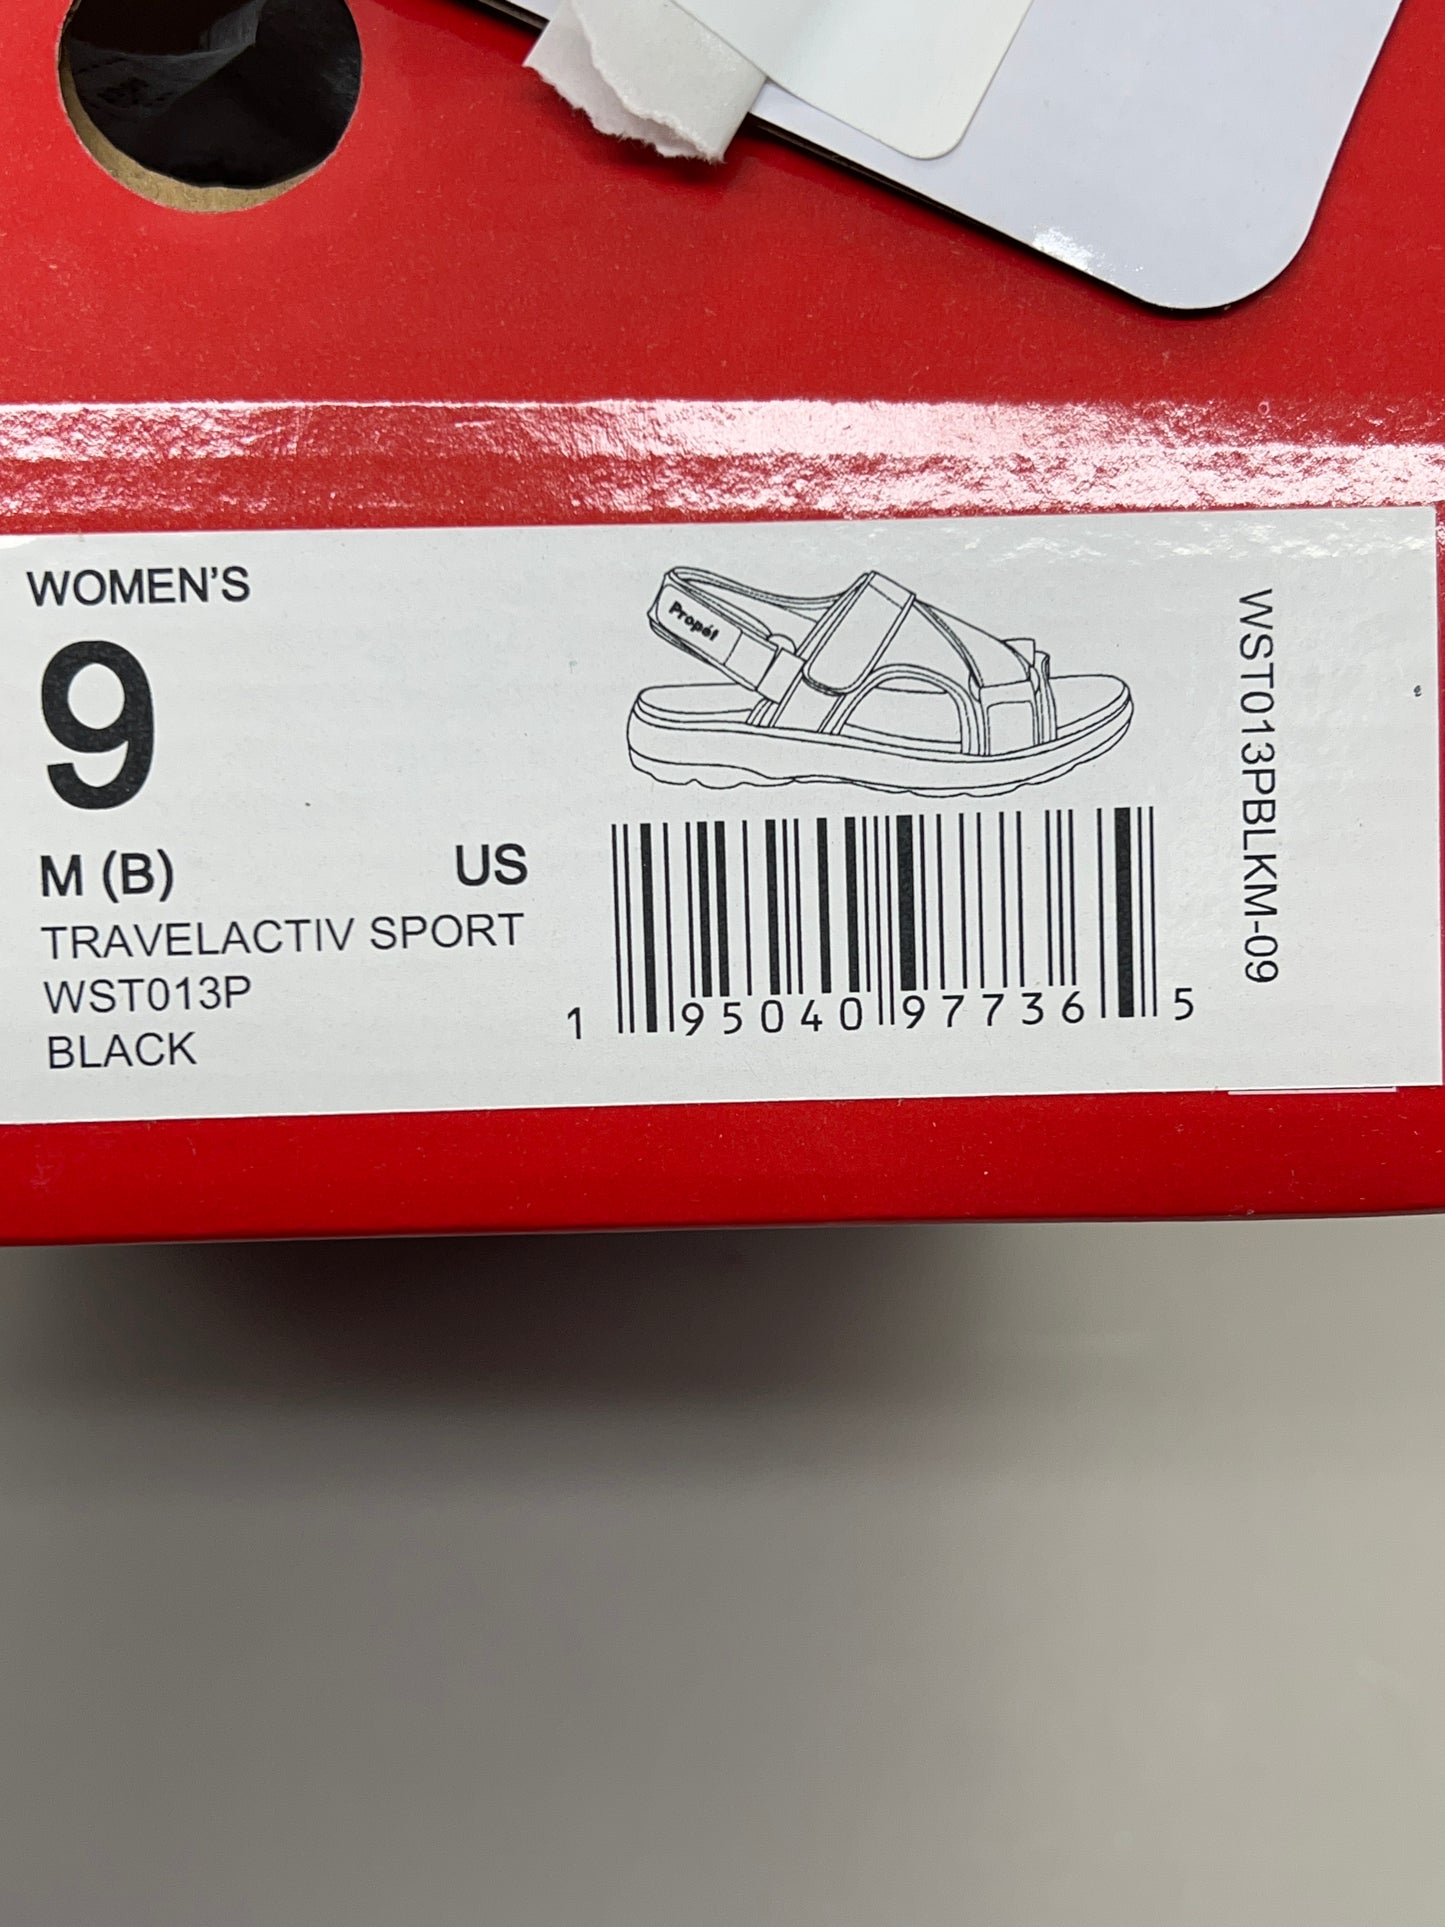 WOMEN'S
9
M (B) US
TRAVELACTIV SPORT
WST013P
BLACK
Propét
1 95040 97736 5
WST013PBLKM-09